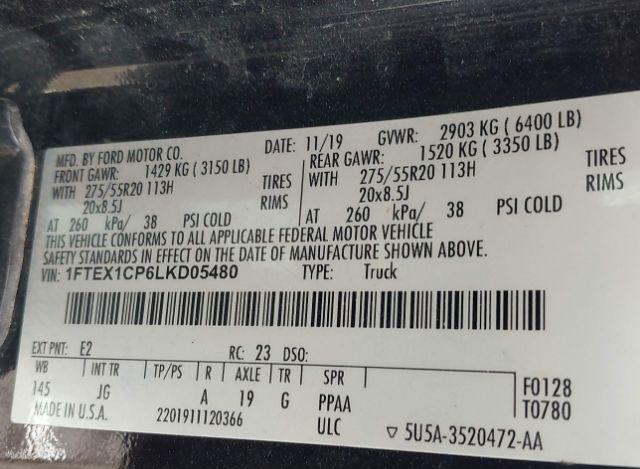 MFD. BY FORD MOTOR CO.
DATE: 11/19 GVWR: 2903 KG ( 6400 LB)
FRONT GAWR: 1429 KG ( 3150 LB)
REAR GAWR: 1520 KG ( 3350 LB)
WITH 275/55R20 113H TIRES
WITH 275/55R20 113H TIRES
20x8.5J RIMS
20x8.5J RIMS
AT 260 kPa/ 38 PSI COLD
AT 260 kPa/ 38 PSI COLD
THIS VEHICLE CONFORMS TO ALL APPLICABLE FEDERAL MOTOR VEHICLE
SAFETY STANDARDS IN EFFECT ON THE DATE OF MANUFACTURE SHOWN ABOVE.
VIN: 1FTEX1CP6LKD05480 TYPE: Truck
EXT PNT: E2 RC: 23 DSO:
WB INT TR TP/PS R AXLE TR SPR
145 JG A 19 G PPAA
F0128
T0780
MADE IN U.S.A. 2201911120366 ULC ▽ 5U5A-3520472-AA